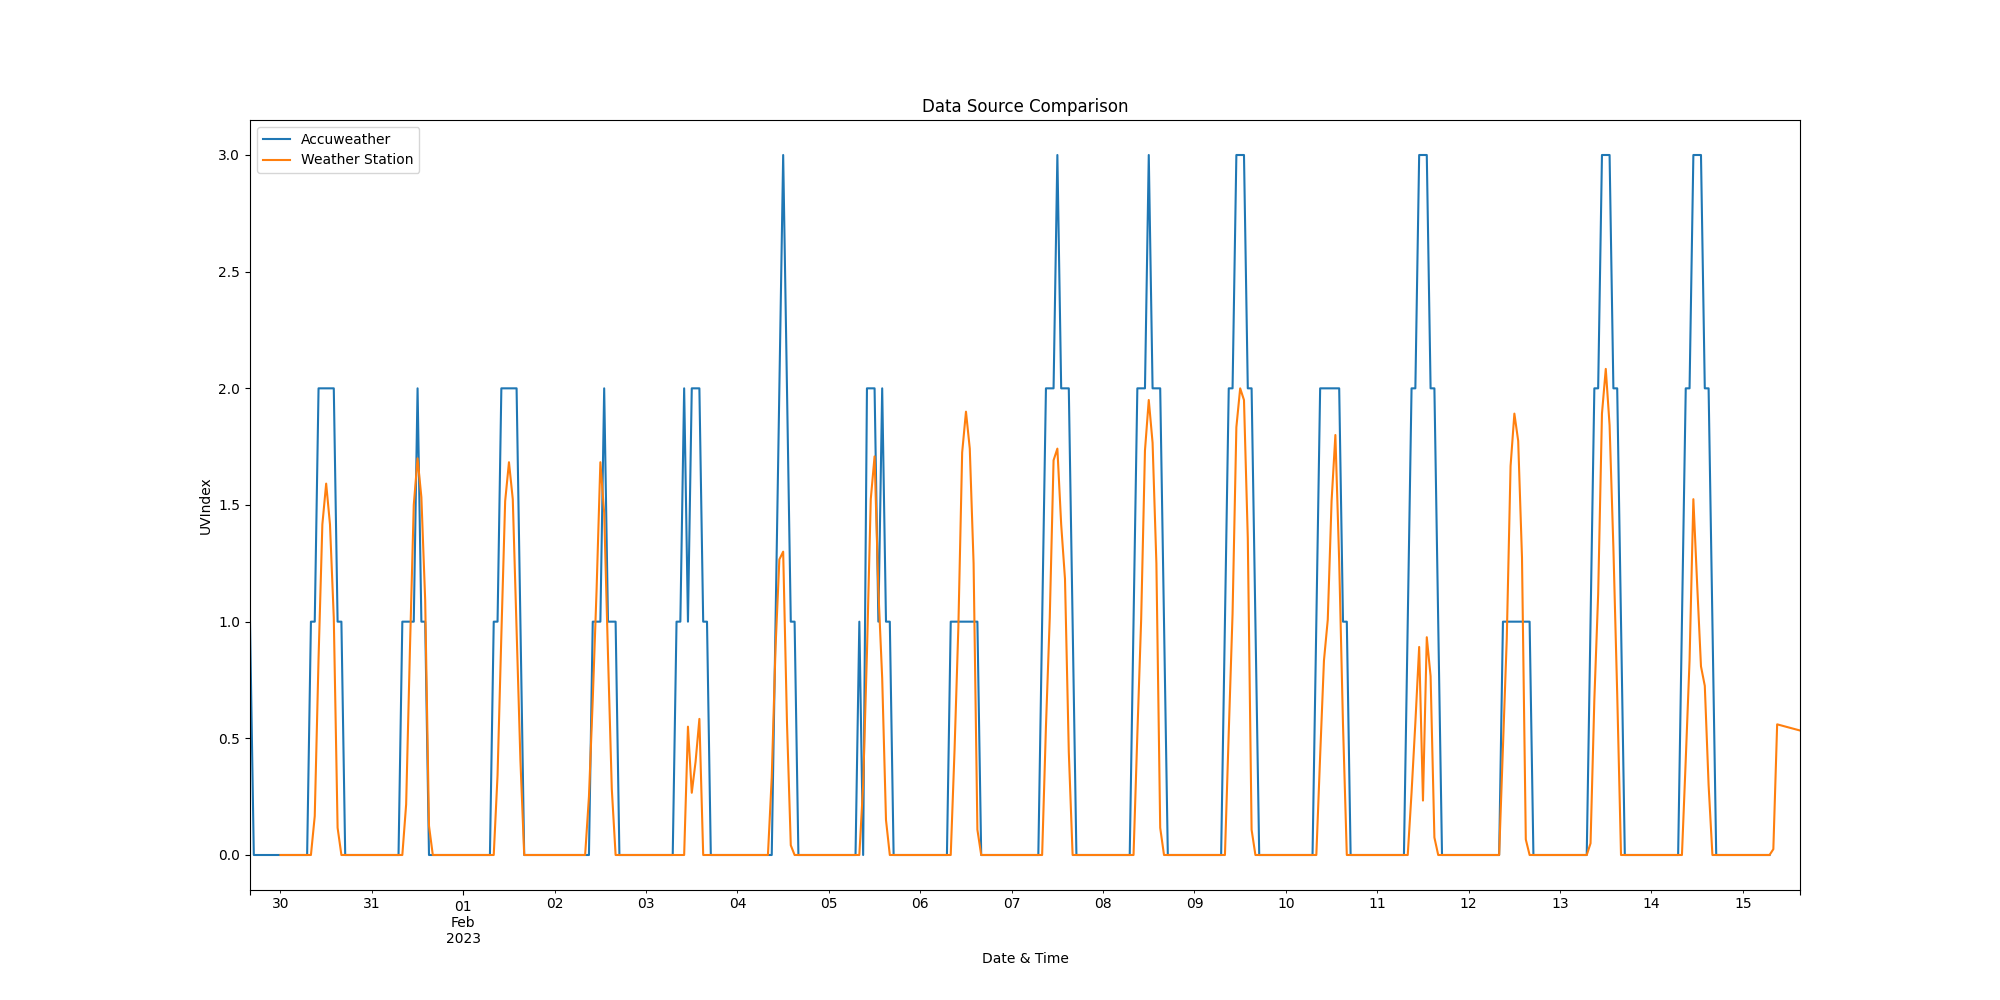 Data Source Comparison
Accuweather
Weather Station
3.0
2.5
2.0
1.5
1.0
0.5
0.0
UVIndex
30 31 01 02 03 04 05 06 07 08 09 10 11 12 13 14 15
Feb
2023
Date & Time